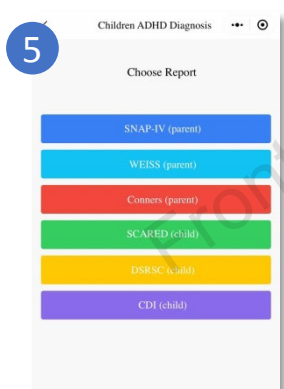 5
Children ADHD Diagnosis
Choose Report
SNAP-IV (parent)
WEISS (parent)
Conners (parent)
SCARED (child)
DSRSC (child)
CDI (child)
Front